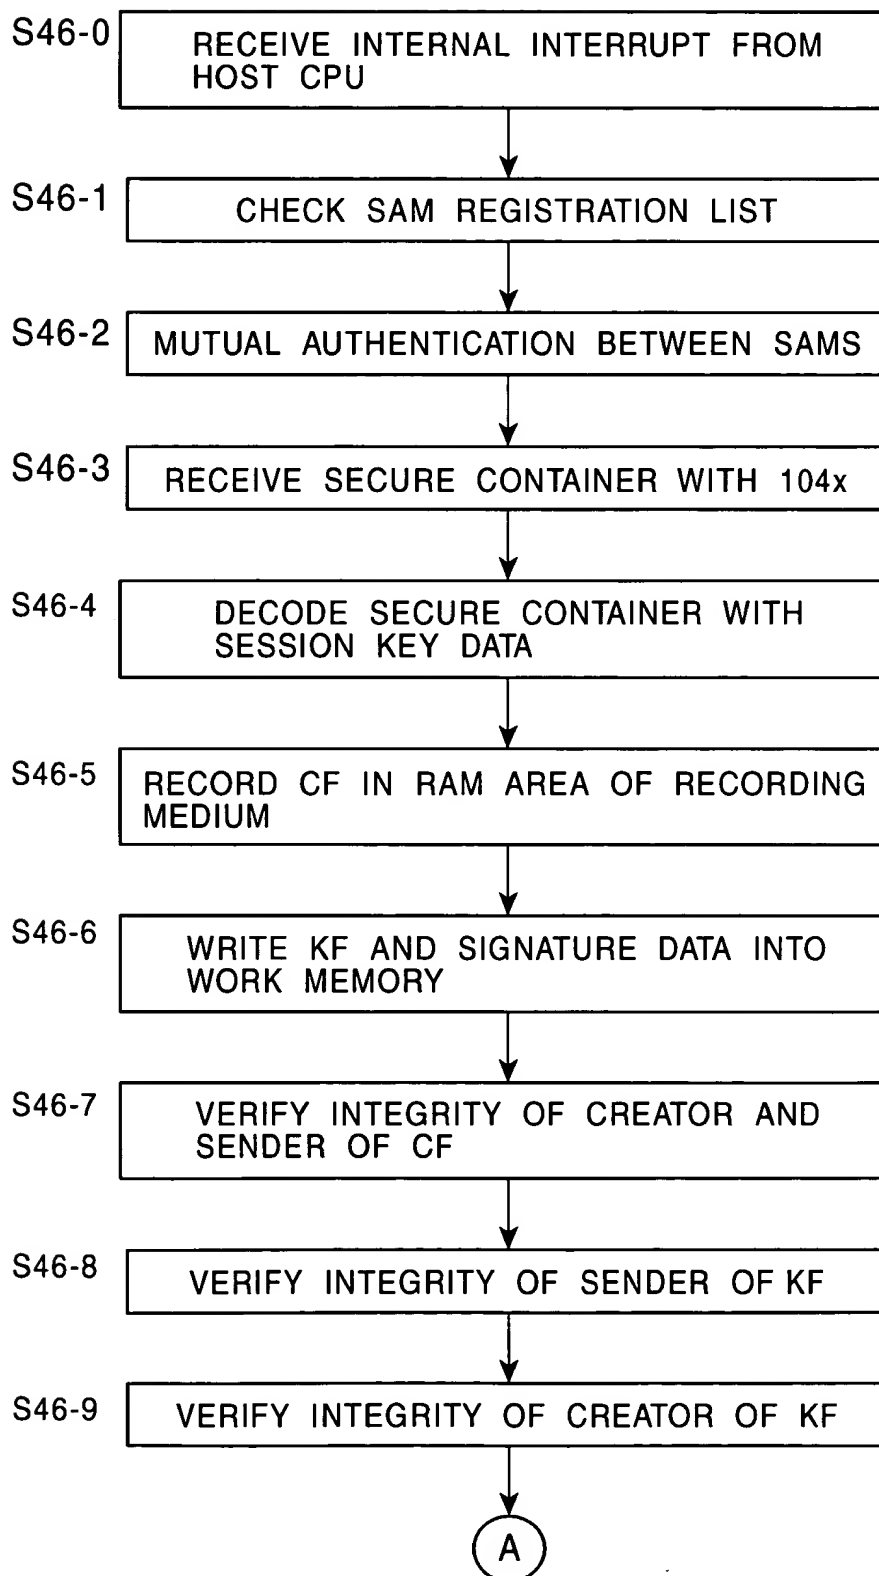 S46-0
RECEIVE INTERNAL INTERRUPT FROM
HOST CPU
S46-1
CHECK SAM REGISTRATION LIST
S46-2
MUTUAL AUTHENTICATION BETWEEN SAMS
S46-3
RECEIVE SECURE CONTAINER WITH 104x
S46-4
DECODE SECURE CONTAINER WITH
SESSION KEY DATA
S46-5
RECORD CF IN RAM AREA OF RECORDING
MEDIUM
S46-6
WRITE KF AND SIGNATURE DATA INTO
WORK MEMORY
S46-7
VERIFY INTEGRITY OF CREATOR AND
SENDER OF CF
S46-8
VERIFY INTEGRITY OF SENDER OF KF
S46-9
VERIFY INTEGRITY OF CREATOR OF KF
A